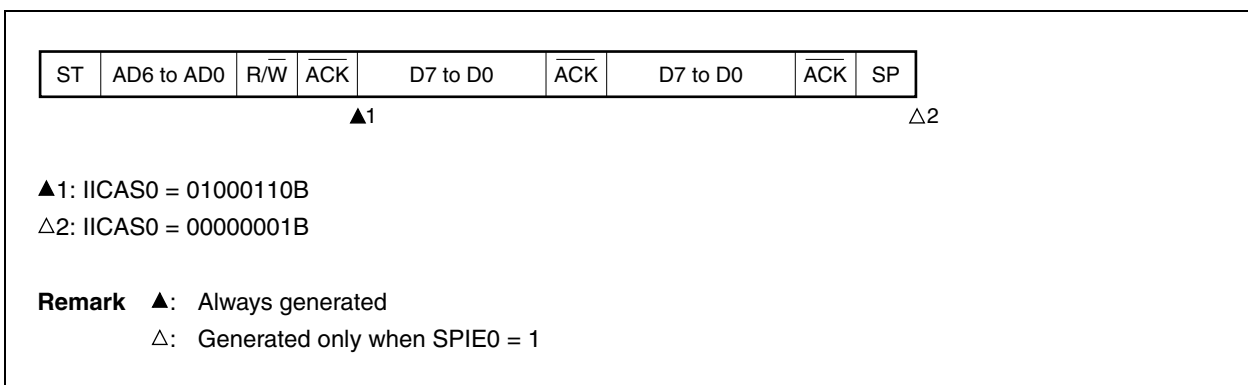 ST AD6 to AD0 R/W ACK D7 to D0 ACK D7 to D0 ACK SP
▲1 △2
▲1: IICAS0 = 01000110B
△2: IICAS0 = 00000001B
Remark ▲: Always generated
△: Generated only when SPIE0 = 1